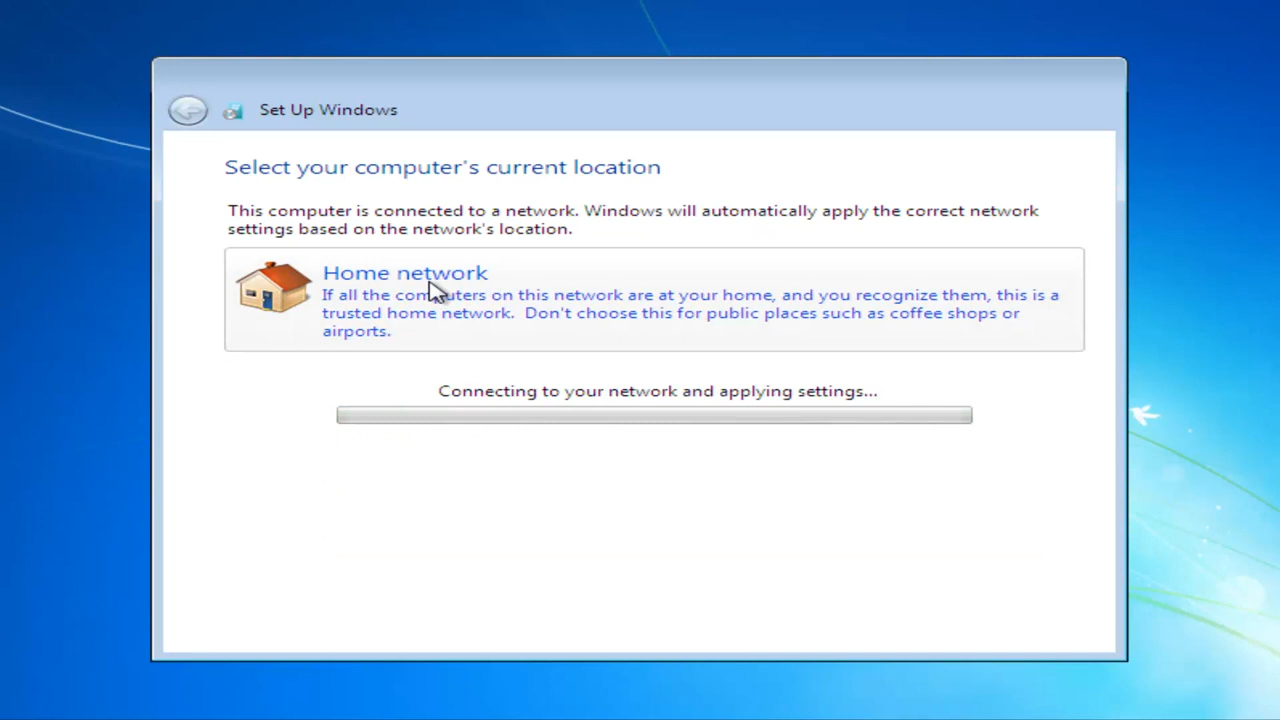 Set Up Windows
Select your computer's current location
This computer is connected to a network. Windows will automatically apply the correct network
settings based on the network's location.
Home network
If all the computers on this network are at your home, and you recognize them, this is a
trusted home network. Don't choose this for public places such as coffee shops or
airports.
Connecting to your network and applying settings...